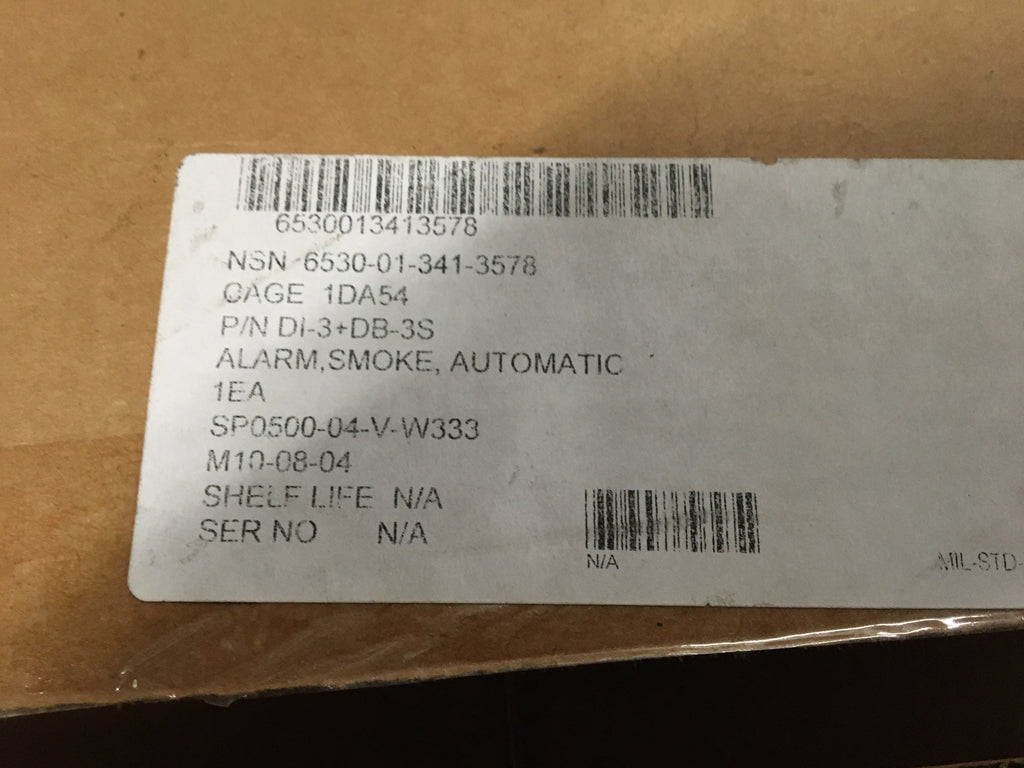 6530013413578
NSN 6530-01-341-3578
CAGE 1DA54
P/N DI-3+DB-3S
ALARM,SMOKE, AUTOMATIC
1EA
SP0500-04-V-W333
M10-08-04
SHELF LIFE N/A
SER NO N/A
N/A
MIL-STD-